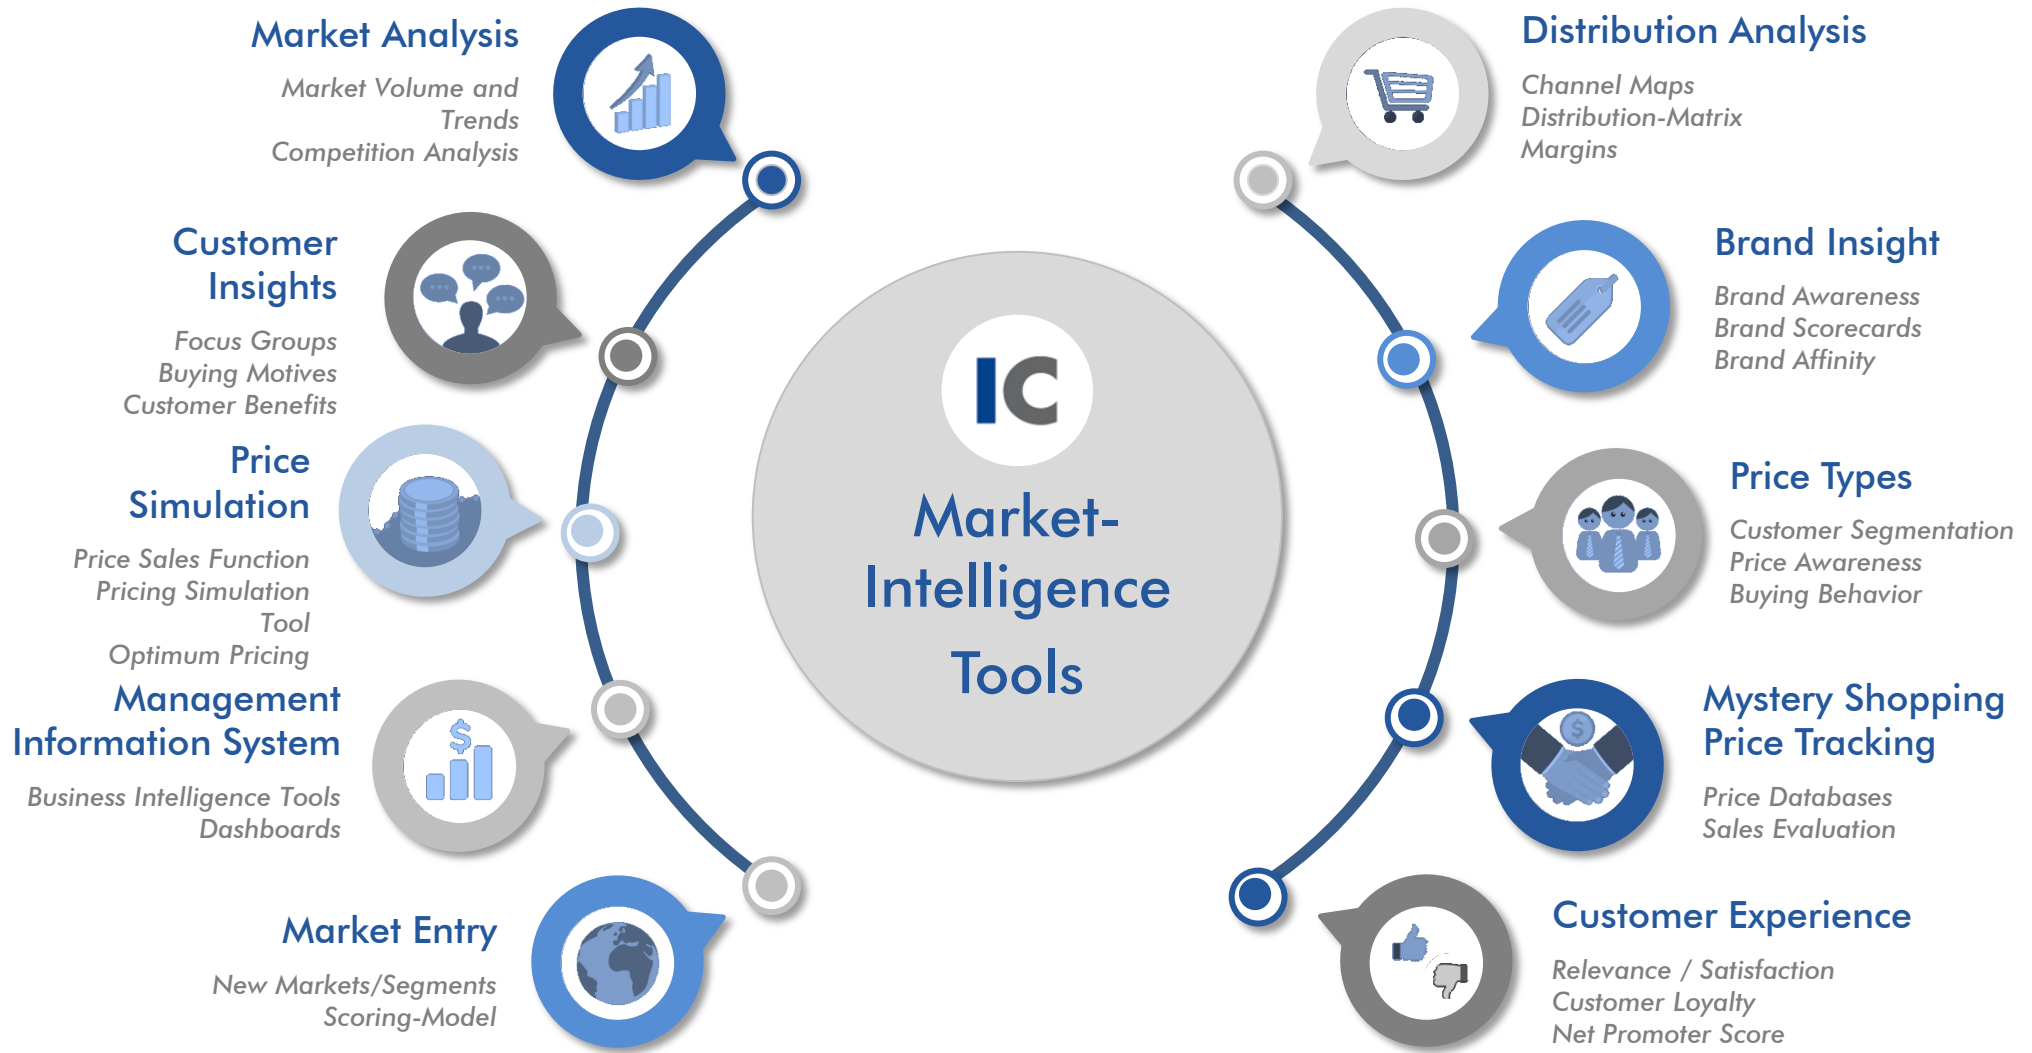 Market Analysis
Market Volume and
Trends
Competition Analysis
Customer
Insights
Focus Groups
Buying Motives
Customer Benefits
Price
Simulation
Price Sales Function
Pricing Simulation
Tool
Optimum Pricing
Management
Information System
$
Business Intelligence Tools
Dashboards
Market Entry
New Markets/Segments
Scoring-Model
IC
Market-
Intelligence
Tools
Distribution Analysis
Channel Maps
Distribution-Matrix
Margins
Brand Insight
Brand Awareness
Brand Scorecards
Brand Affinity
Price Types
Customer Segmentation
Price Awareness
Buying Behavior
Mystery Shopping
Price Tracking
$
Price Databases
Sales Evaluation
Customer Experience
Relevance / Satisfaction
Customer Loyalty
Net Promoter Score